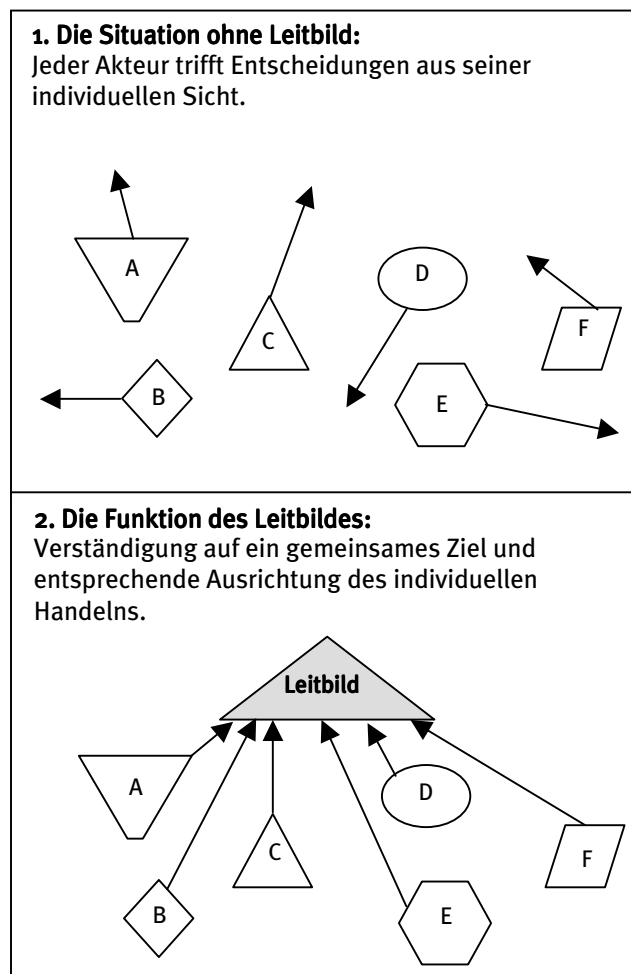 1. Die Situation ohne Leitbild:
Jeder Akteur trifft Entscheidungen aus seiner
individuellen Sicht.
A
C
D
F
B
E
2. Die Funktion des Leitbildes:
Verständigung auf ein gemeinsames Ziel und
entsprechende Ausrichtung des individuellen
Handelns.
Leitbild
A
D
C
F
B
E